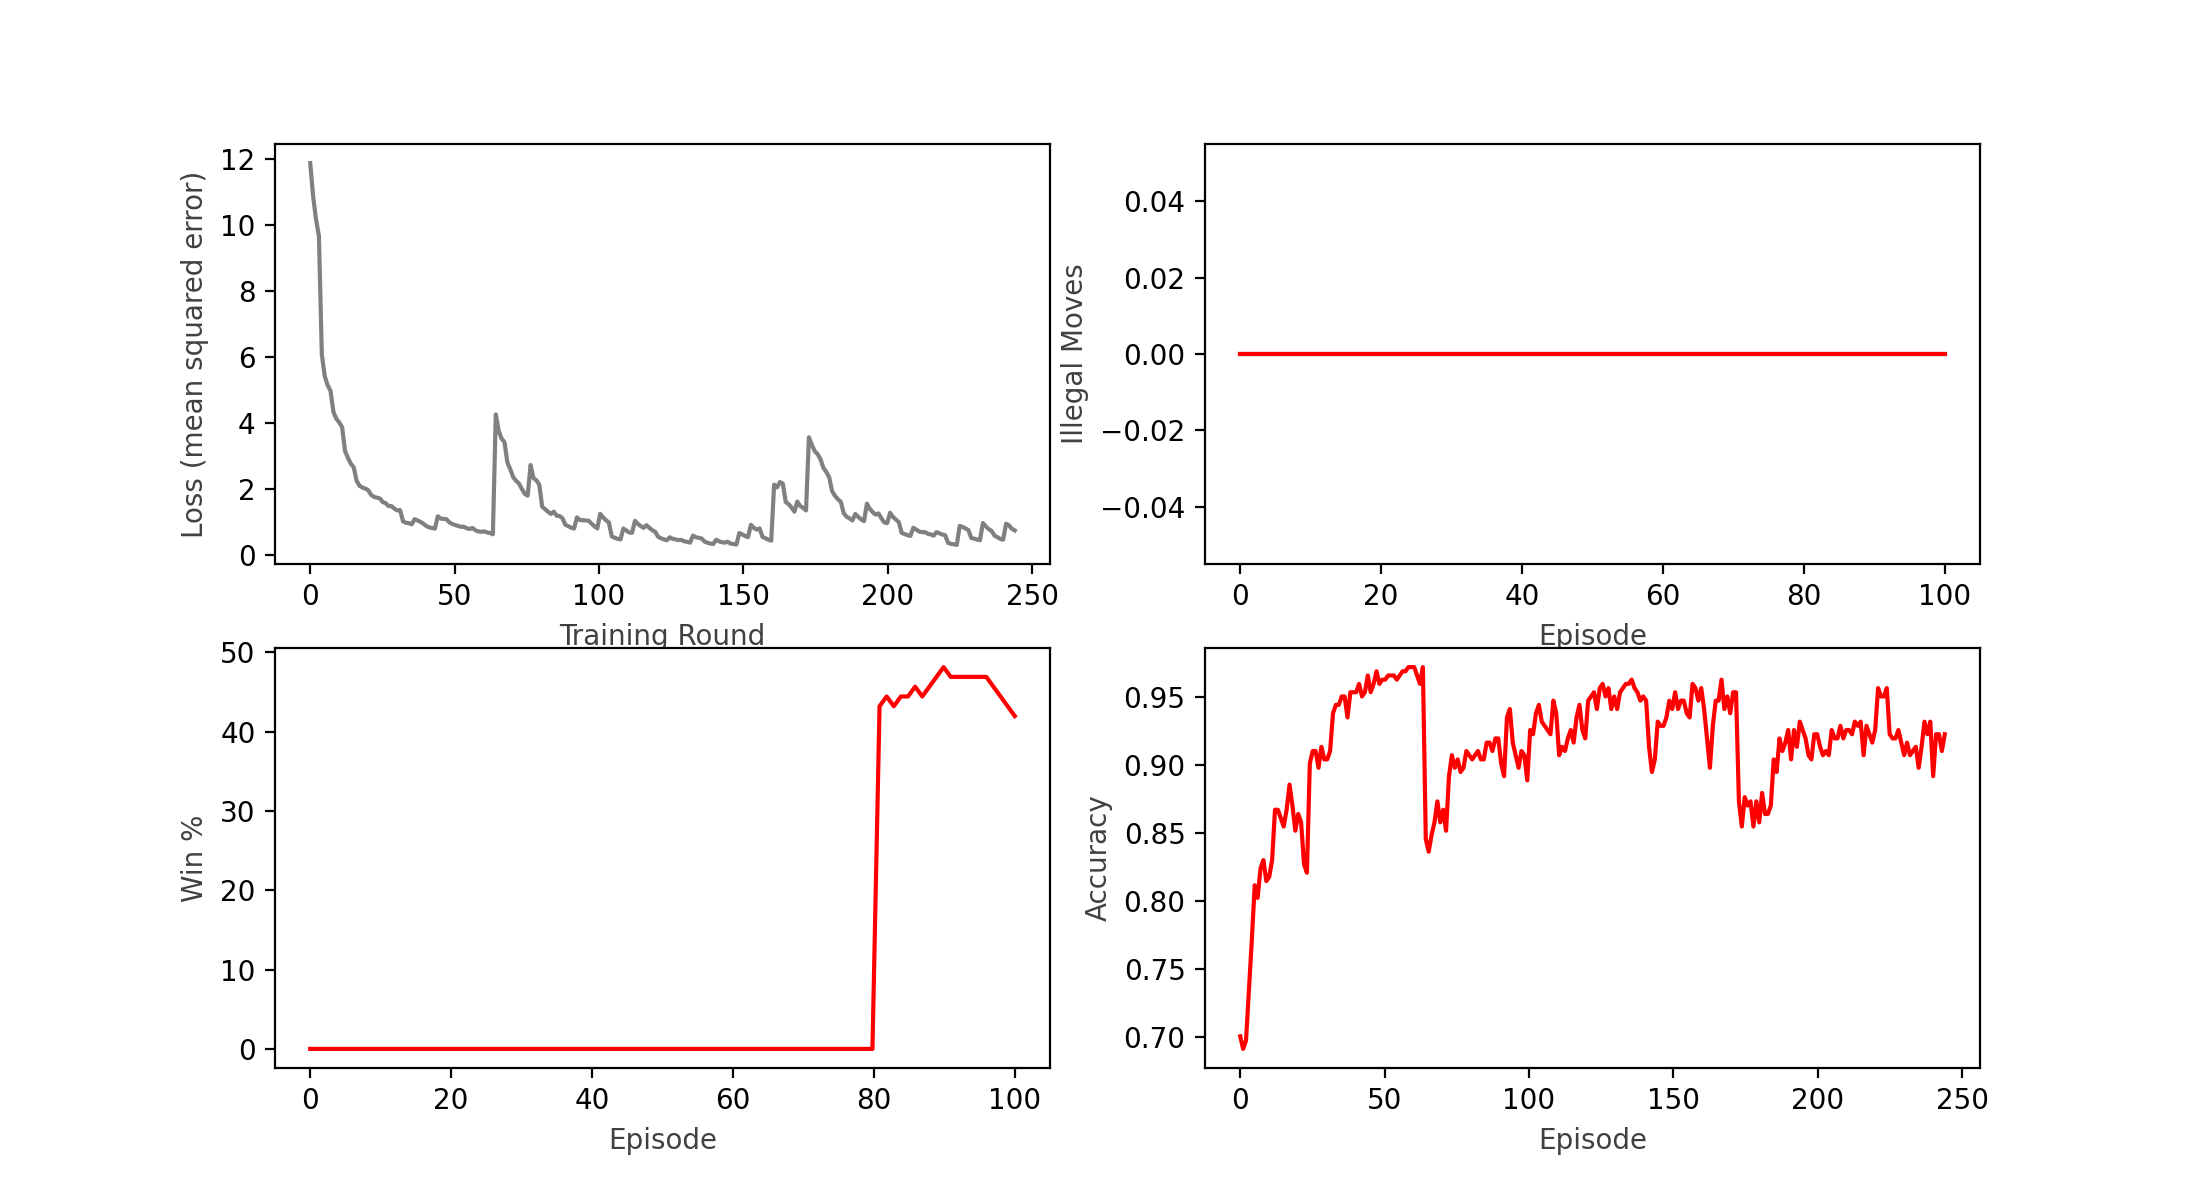 Loss (mean squared error)
12
10
8
6
4
2
0
0 50 100 150 200 250
Training Round
Illegal Moves
0.04
0.02
0.00
−0.02
−0.04
0 20 40 60 80 100
Episode
Win %
50
40
30
20
10
0
0 20 40 60 80 100
Episode
Accuracy
0.95
0.90
0.85
0.80
0.75
0.70
0 50 100 150 200 250
Episode